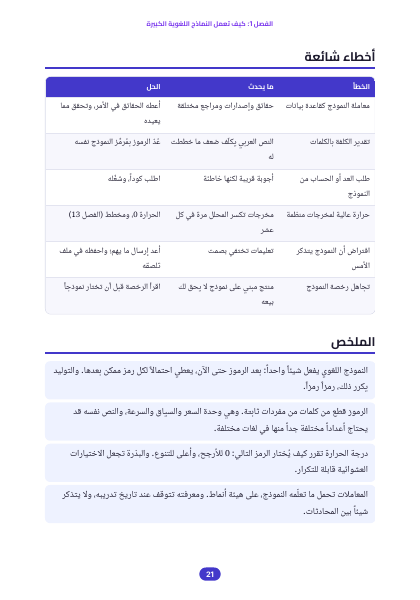 الفصل 1: كيف تعمل النماذج اللغوية الكبيرة
أخطاء شائعة
الخطأ ما يحدث الحل
معاملة النموذج كقاعدة بيانات حقائق وإصدارات ومراجع مختلقة أعطه الحقائق في الأمر، وتحقق مما يعيده
تقدير الكلفة بالكلمات النص العربي يكلّف ضعف ما خططت له عُدّ الرموز بمُرمِّز النموذج نفسه
طلب العد أو الحساب من النموذج أجوبة قريبة لكنها خاطئة اطلب كوداً، وشغّله
حرارة عالية لمخرجات منظمة مخرجات تكسر المحلل مرة في كل عشر الحرارة 0، ومخطط (الفصل 13)
افتراض أن النموذج يتذكر الأمس تعليمات تختفي بصمت أعد إرسال ما يهم؛ واحفظه في ملف تلصقه
تجاهل رخصة النموذج منتج مبني على نموذج لا يحق لك بيعه اقرأ الرخصة قبل أن تختار نموذجاً
الملخص
النموذج اللغوي يفعل شيئاً واحداً: بعد الرموز حتى الآن، يعطي احتمالاً لكل رمز ممكن بعدها. والتوليد
يكرر ذلك، رمزاً رمزاً.
الرموز قطع من كلمات من مفردات ثابتة. وهي وحدة السعر والسياق والسرعة، والنص نفسه قد
يحتاج أعداداً مختلفة جداً منها في لغات مختلفة.
درجة الحرارة تقرر كيف يُختار الرمز التالي: 0 للأرجح، وأعلى للتنوع. والبذرة تجعل الاختيارات
العشوائية قابلة للتكرار.
المعاملات تحمل ما تعلّمه النموذج، على هيئة أنماط. ومعرفته تتوقف عند تاريخ تدريبه، ولا يتذكر
شيئاً بين المحادثات.
21